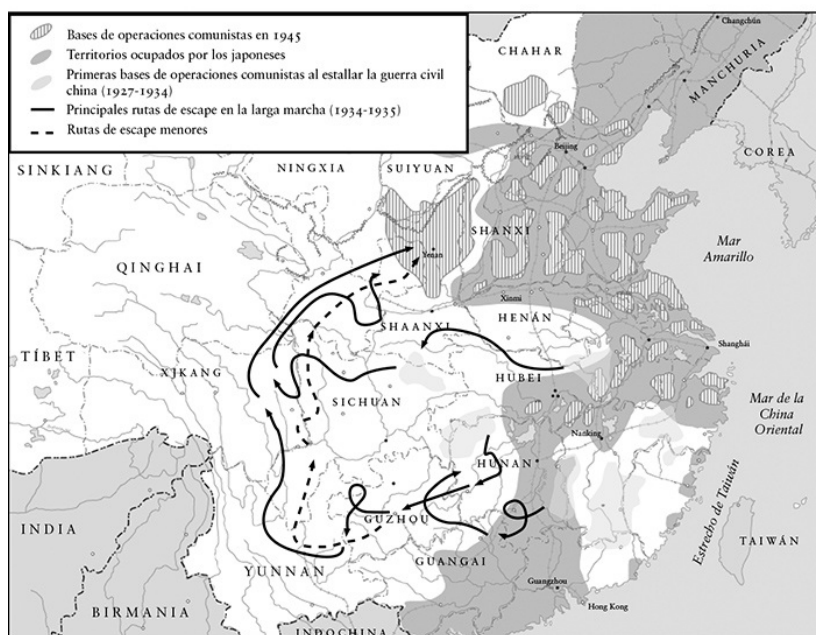 Bases de operaciones comunistas en 1945
Territorios ocupados por los japoneses
Primeras bases de operaciones comunistas al estallar la guerra civil
china (1927-1934)
Principales rutas de escape en la larga marcha (1934-1935)
Rutas de escape menores
Changchún
CHAHAR
MANCHURIA
Beijing
COREA
SINKIANG
NINGXIA
SUIYUAN
SHANXI
Yenan
Mar
Amarillo
QINGHAI
Xinmi
HENÁN
SHAANXI
Shanghái
TÍBET
XJKANG
HUBEI
SICHUAN
Mar de la
China
Oriental
Nanking
HUNAN
Estrecho de Taiwán
INDIA
GUZHOU
TAIWÁN
YUNNAN
GUANGAI
Guangzhou
Hong Kong
BIRMANIA
INDOCHINA